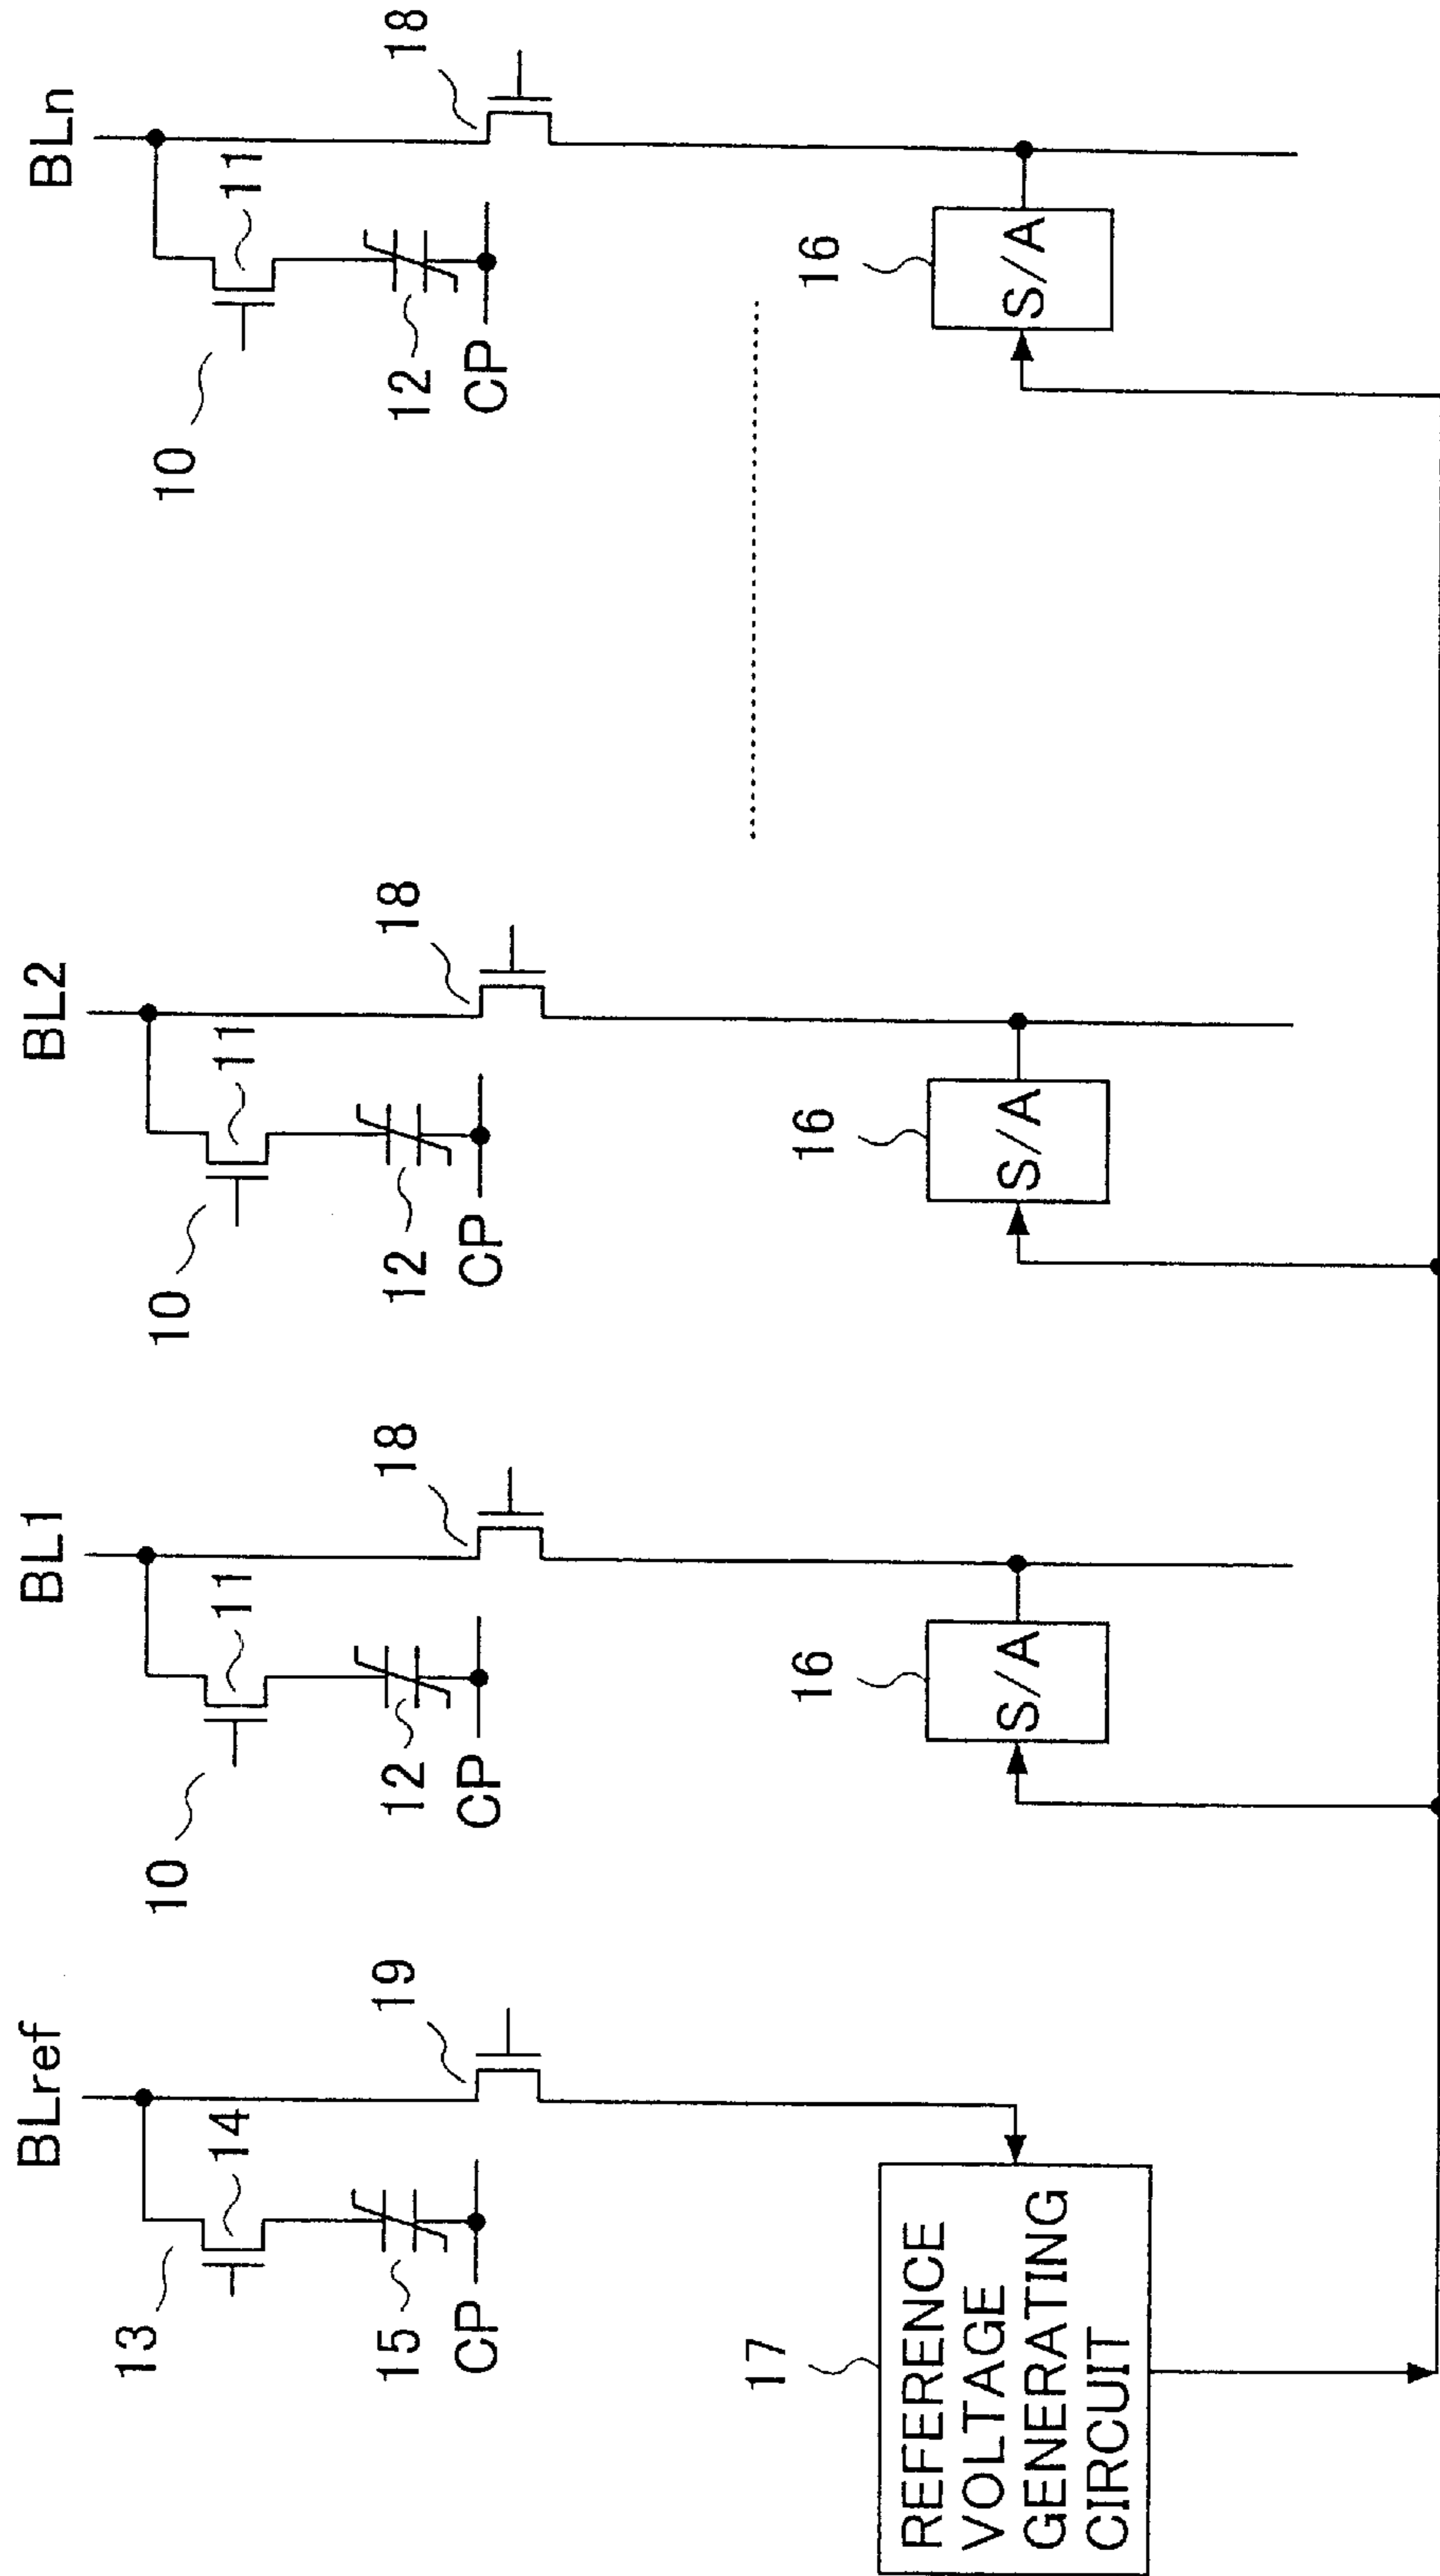 BLref
BL1
BL2
BLn
13
14
10
11
10
11
10
11
15
19
12
18
12
18
12
18
CP
CP
CP
CP
17
16
16
16
REFERENCE
VOLTAGE
GENERATING
CIRCUIT
S/A
S/A
S/A